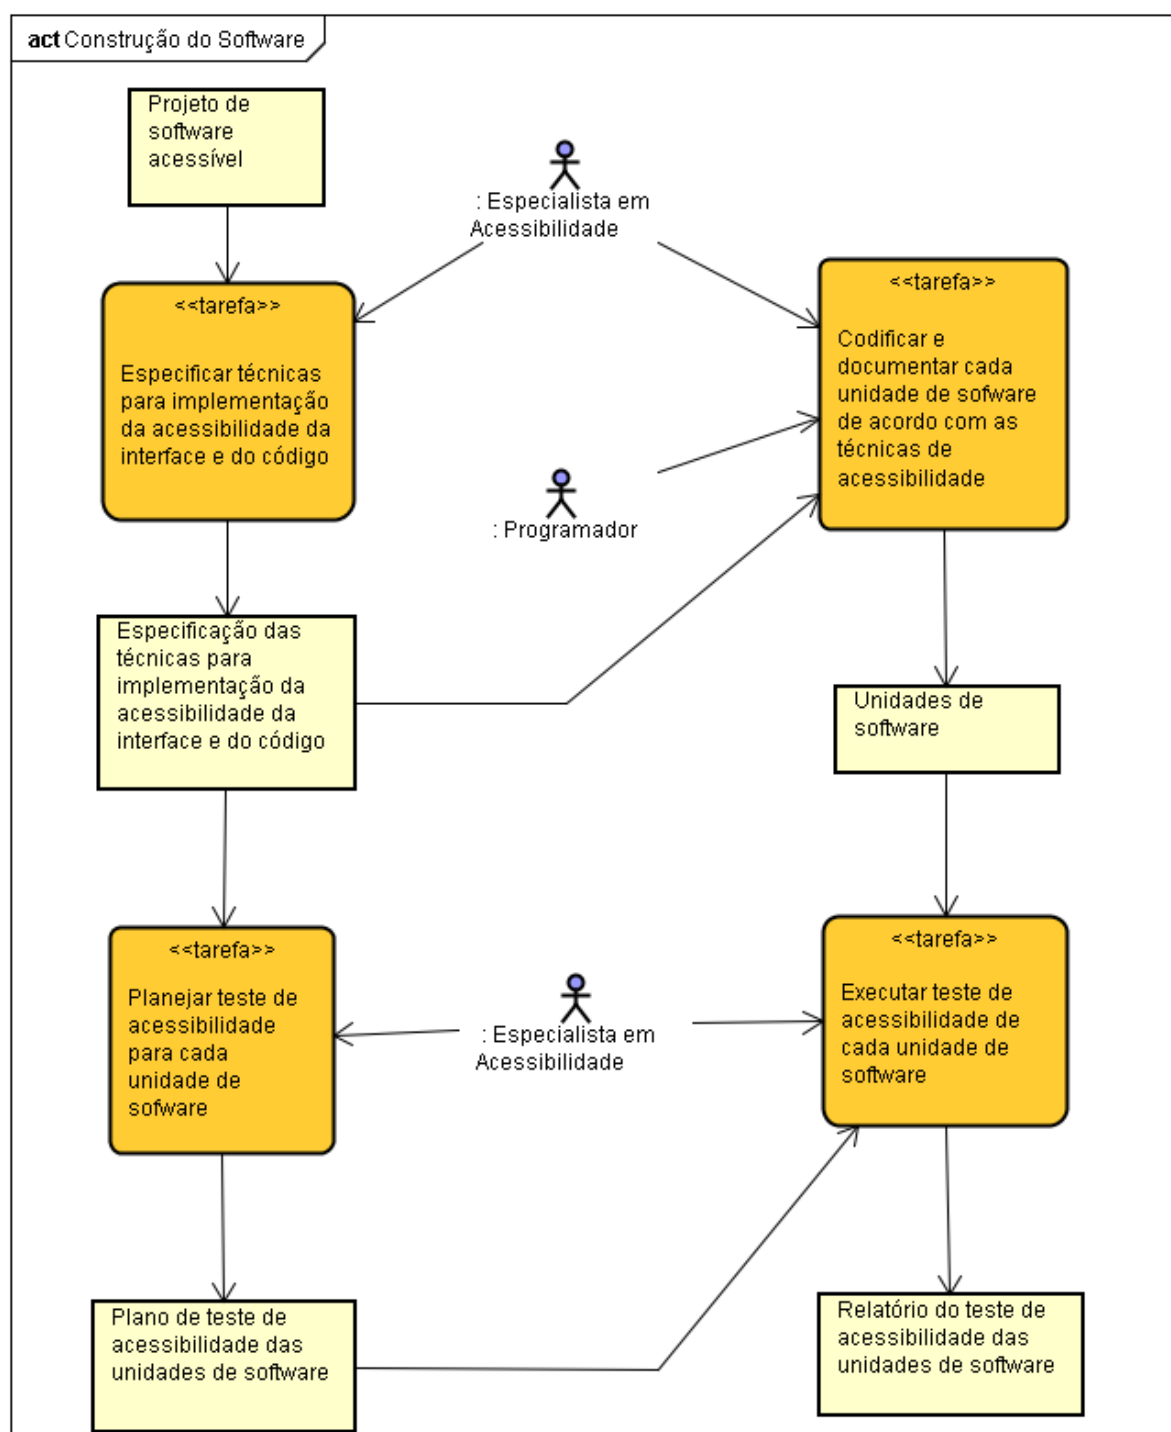 act Construção do Software
Projeto de
software
acessível
: Especialista em
Acessibilidade
<<tarefa>>
Especificar técnicas
para implementação
da acessibilidade da
interface e do código
<<tarefa>>
Codificar e
documentar cada
unidade de sofware
de acordo com as
técnicas de
acessibilidade
: Programador
Especificação das
técnicas para
implementação da
acessibilidade da
interface e do código
Unidades de
software
<<tarefa>>
Planejar teste de
acessibilidade
para cada
unidade de
sofware
: Especialista em
Acessibilidade
<<tarefa>>
Executar teste de
acessibilidade de
cada unidade de
software
Plano de teste de
acessibilidade das
unidades de software
Relatório do teste de
acessibilidade das
unidades de software